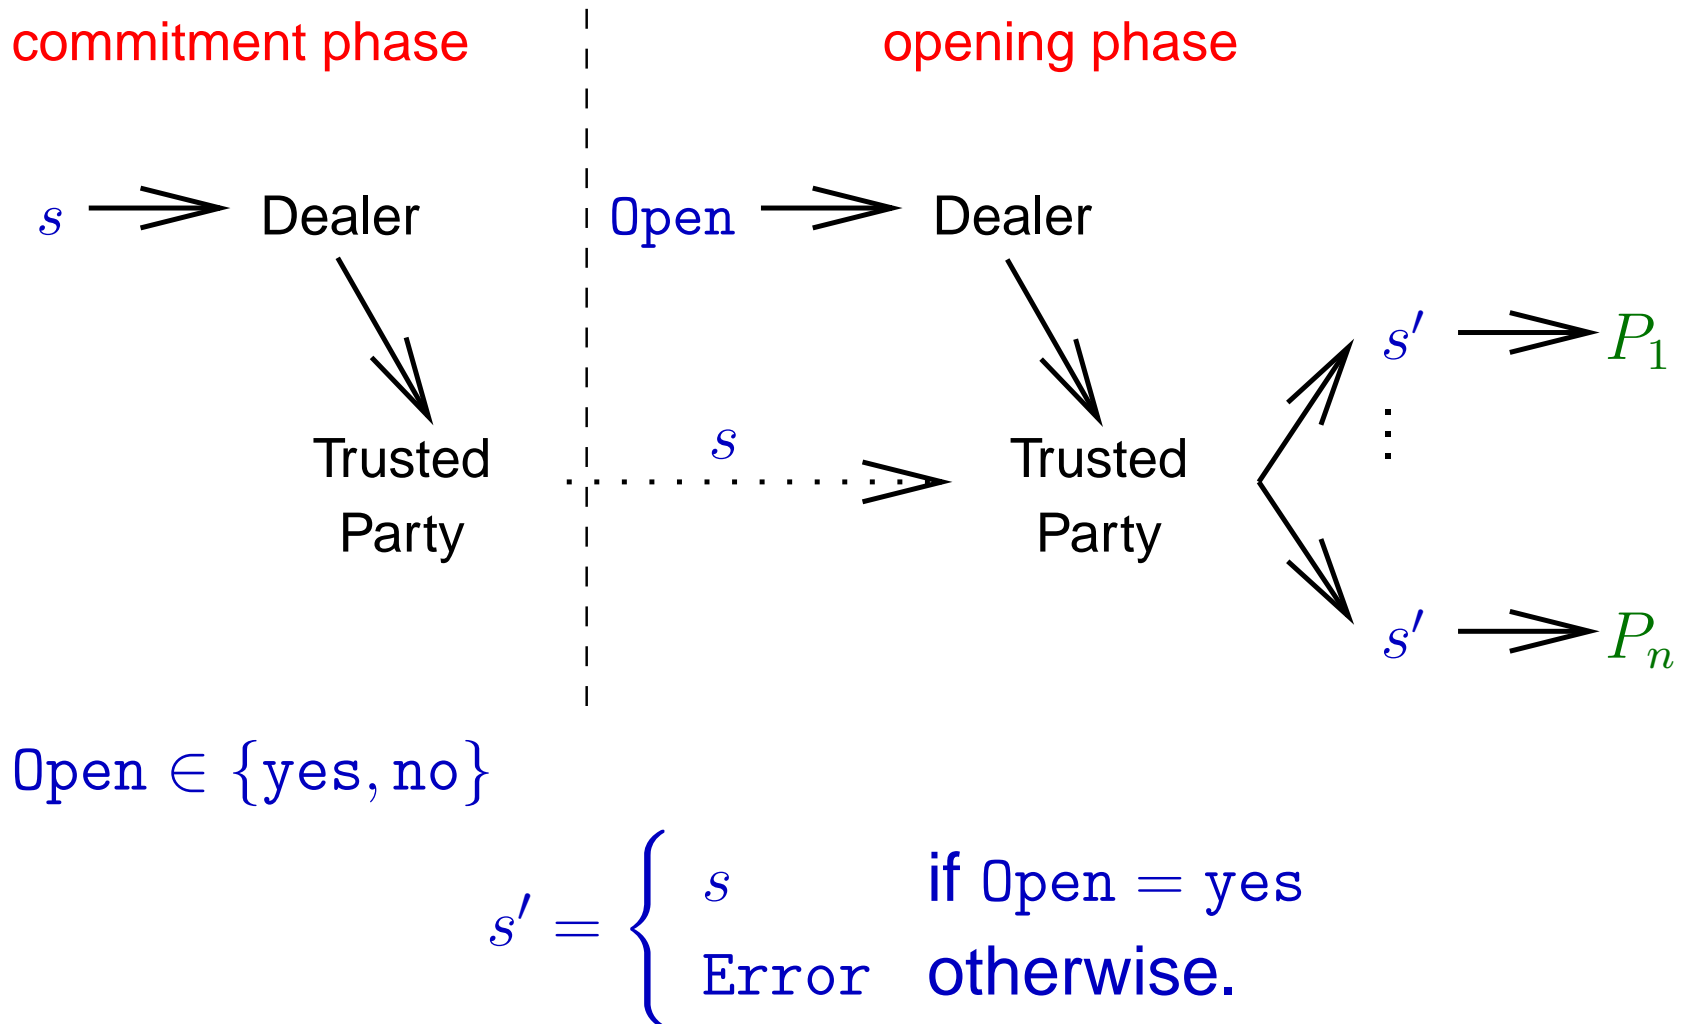 commitment phase
opening phase
s
Dealer
Open
Dealer
s′
P₁
s
Trusted
Party
Trusted
Party
⋮
s′
Pₙ
Open ∈ {yes, no}
s′ = { s if Open = yes
Error otherwise.